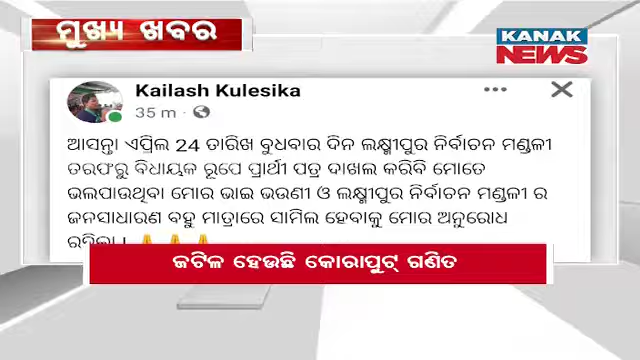 ମୁଖ୍ୟ ଖବର
KANAK
NEWS
Kailash Kulesika
35 m
ଆସନ୍ତା ଏପ୍ରିଲ 24 ତାରିଖ ବୁଧବାର ଦିନ ଲକ୍ଷ୍ମୀପୁର ନିର୍ବାଚନ ମଣ୍ଡଳୀ
ତରଫରୁ ବିଧାୟକ ରୂପେ ପ୍ରାର୍ଥୀ ପତ୍ର ଦାଖଲ କରିବି ମୋତେ
ଭଲପାଉଥିବା ମୋର ଭାଇ ଭଉଣୀ ଓ ଲକ୍ଷ୍ମୀପୁର ନିର୍ବାଚନ ମଣ୍ଡଳୀ ର
ଜନସାଧାରଣ ବହୁ ମାତ୍ରାରେ ସାମିଲ ହେବାକୁ ମୋର ଅନୁରୋଧ
ରହିଲା।
ଜଟିଳ ହେଉଛି କୋରାପୁଟ୍ ଗଣିତ